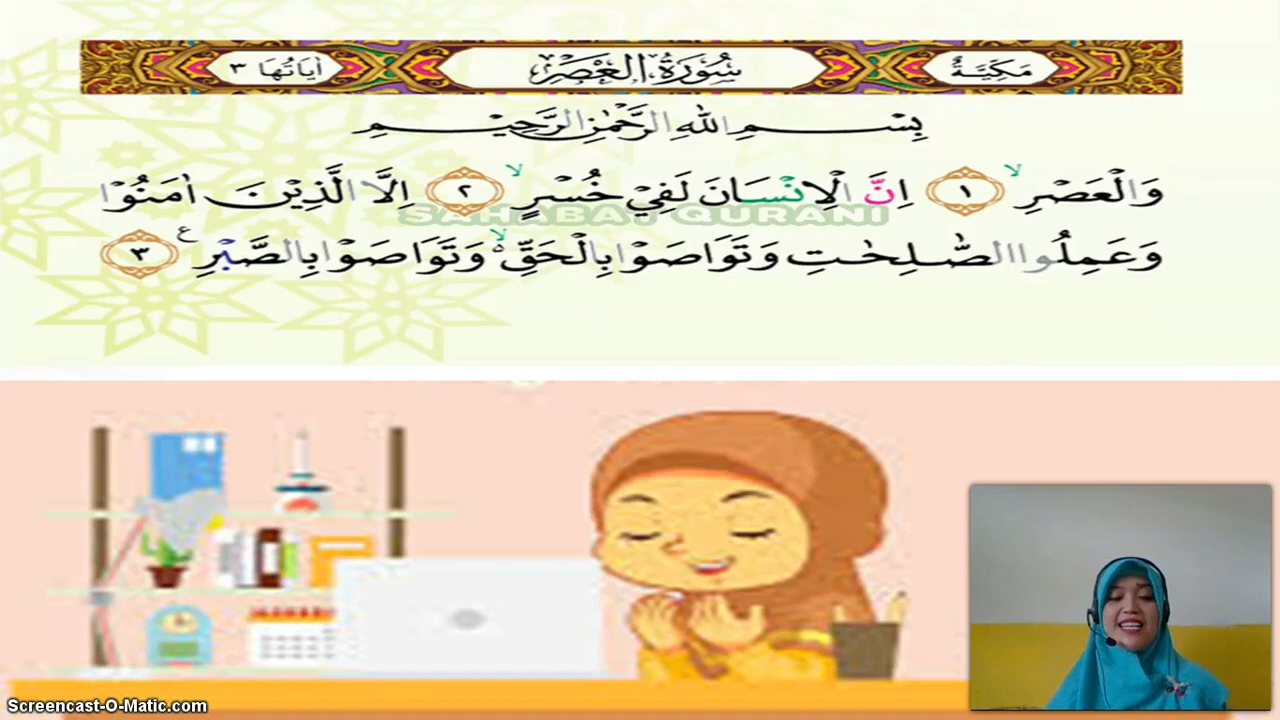 مَكِّيَّةٌ سُورَةُ الْعَصْرِ اٰيَاتُهَا ٣
بِسْمِ اللّٰهِ الرَّحْمٰنِ الرَّحِيْمِ
وَالْعَصْرِۙ ١ اِنَّ الْاِنْسَانَ لَفِيْ خُسْرٍۙ ٢ اِلَّا الَّذِيْنَ اٰمَنُوْا
SAHABAT QURANI
وَعَمِلُوا الصّٰلِحٰتِ وَتَوَاصَوْا بِالْحَقِّ ەۙ وَتَوَاصَوْا بِالصَّبْرِ ࣖ ٣
Screencast-O-Matic.com